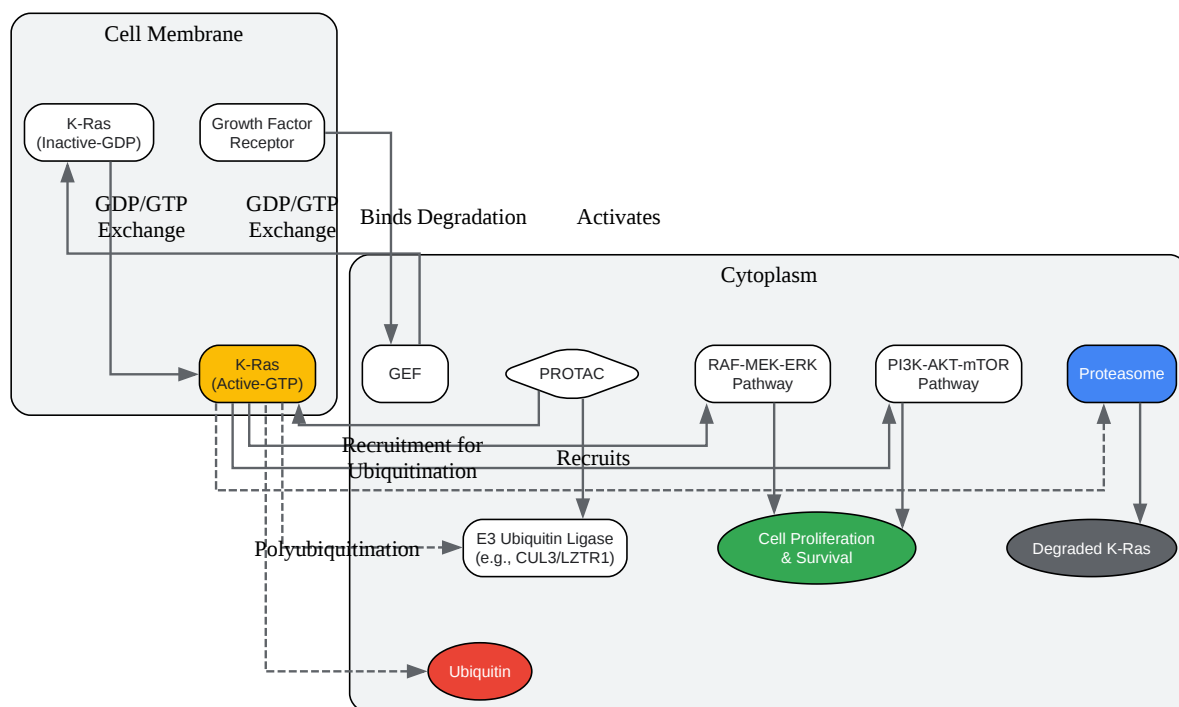 Cell Membrane
K-Ras
(Inactive-GDP)
Growth Factor
Receptor
GDP/GTP
Exchange
GDP/GTP
Exchange
Binds Degradation
Activates
Cytoplasm
K-Ras
(Active-GTP)
GEF
PROTAC
RAF-MEK-ERK
Pathway
PI3K-AKT-mTOR
Pathway
Proteasome
Recruitment for
Ubiquitination
Recruits
Polyubiquitination
E3 Ubiquitin Ligase
(e.g., CUL3/LZTR1)
Cell Proliferation
& Survival
Degraded K-Ras
Ubiquitin